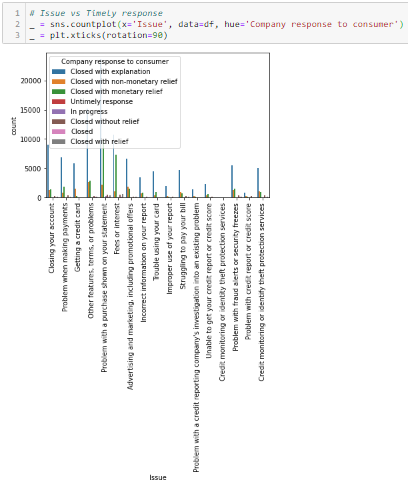 1 # Issue vs Timely response
2 _ = sns.countplot(x='Issue', data=df, hue='Company response to consumer')
3 _ = plt.xticks(rotation=90)
Company response to consumer
Closed with explanation
Closed with non-monetary relief
Closed with monetary relief
Untimely response
In progress
Closed without relief
Closed
Closed with relief
count
20000
15000
10000
5000
0
Closing your account
Problem when making payments
Getting a credit card
Other features, terms, or problems
Problem with a purchase shown on your statement
Fees or interest
Advertising and marketing, including promotional offers
Incorrect information on your report
Trouble using your card
Improper use of your report
Struggling to pay your bill
Problem with a credit reporting company's investigation into an existing problem
Unable to get your credit report or credit score
Credit monitoring or identity theft protection services
Problem with fraud alerts or security freezes
Problem with credit report or credit score
Credit monitoring or identify theft protection services
Issue